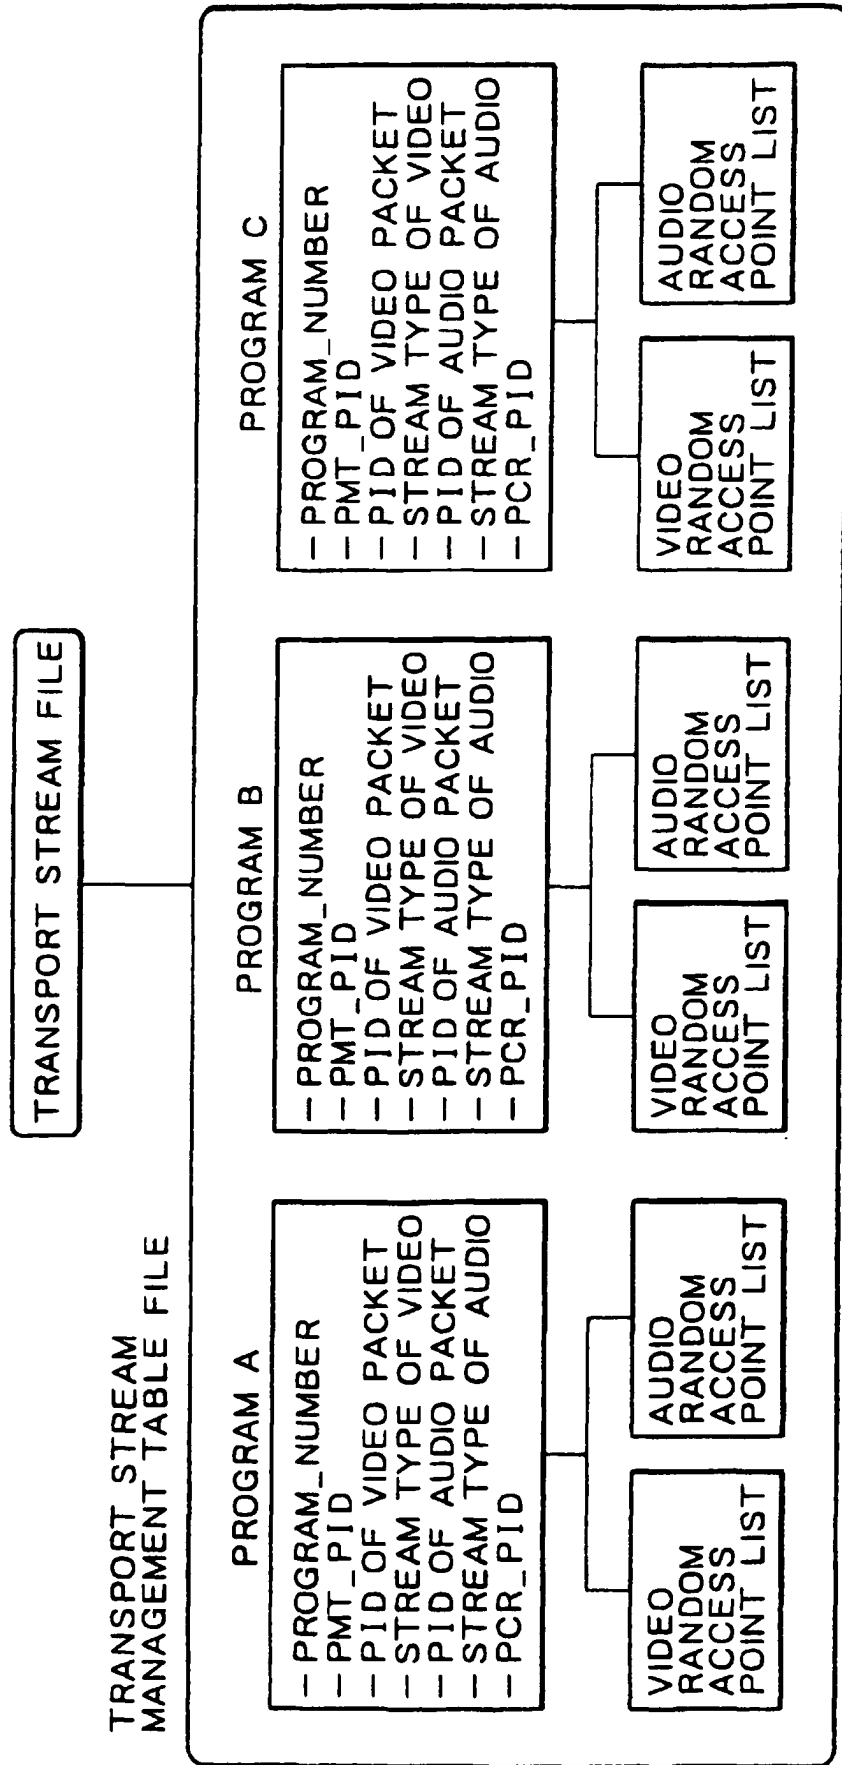 TRANSPORT STREAM FILE
TRANSPORT STREAM
MANAGEMENT TABLE FILE
PROGRAM A
—PROGRAM_NUMBER
—PMT_PID
—PID OF VIDEO PACKET
—STREAM TYPE OF VIDEO
—PID OF AUDIO PACKET
—STREAM TYPE OF AUDIO
—PCR_PID
VIDEO
RANDOM
ACCESS
POINT LIST
AUDIO
RANDOM
ACCESS
POINT LIST
PROGRAM B
—PROGRAM_NUMBER
—PMT_PID
—PID OF VIDEO PACKET
—STREAM TYPE OF VIDEO
—PID OF AUDIO PACKET
—STREAM TYPE OF AUDIO
—PCR_PID
VIDEO
RANDOM
ACCESS
POINT LIST
AUDIO
RANDOM
ACCESS
POINT LIST
PROGRAM C
—PROGRAM_NUMBER
—PMT_PID
—PID OF VIDEO PACKET
—STREAM TYPE OF VIDEO
—PID OF AUDIO PACKET
—STREAM TYPE OF AUDIO
—PCR_PID
VIDEO
RANDOM
ACCESS
POINT LIST
AUDIO
RANDOM
ACCESS
POINT LIST